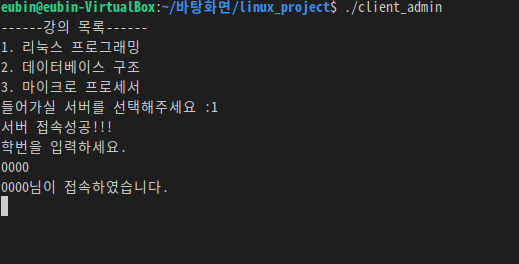 eubin@eubin-VirtualBox:~/바탕화면/linux_project$ ./client_admin
------강의 목록------
1. 리눅스 프로그래밍
2. 데이터베이스 구조
3. 마이크로 프로세서
들어가실 서버를 선택해주세요 :1
서버 접속성공!!!
학번을 입력하세요.
0000
0000님이 접속하였습니다.